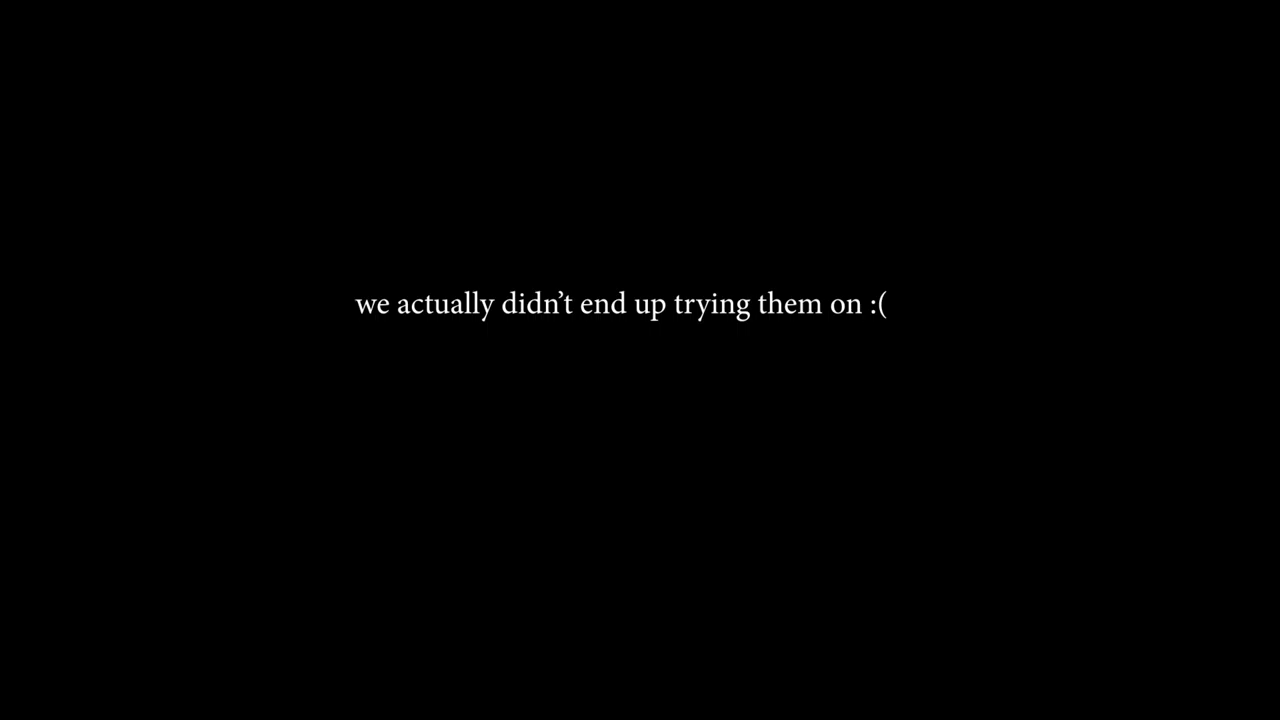 we actually didn’t end up trying them on :(